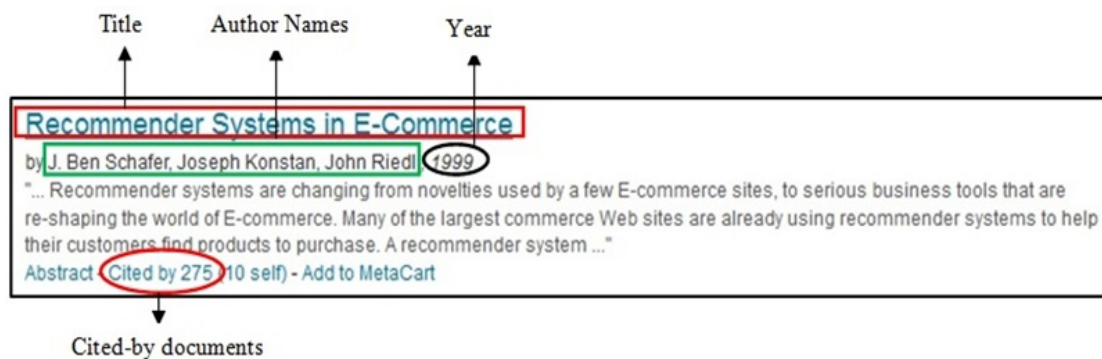 Title Author Names Year
Recommender Systems in E-Commerce
by J. Ben Schafer, Joseph Konstan, John Riedl, 1999
"... Recommender systems are changing from novelties used by a few E-commerce sites, to serious business tools that are
re-shaping the world of E-commerce. Many of the largest commerce Web sites are already using recommender systems to help
their customers find products to purchase. A recommender system ..."
Abstract - Cited by 275 (10 self) - Add to MetaCart
Cited-by documents